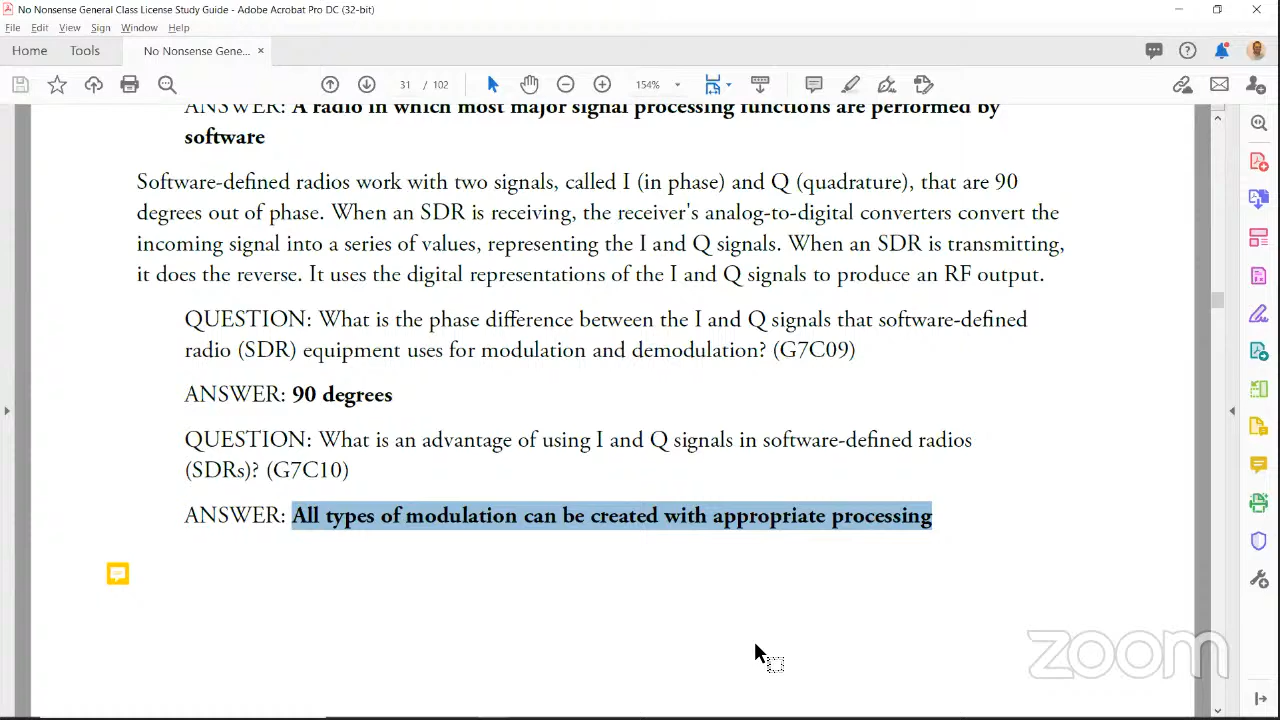 No Nonsense General Class License Study Guide - Adobe Acrobat Pro DC (32-bit)
File Edit View Sign Window Help
Home Tools No Nonsense Gene... ×
31 / 102 154%
ANSWER: A radio in which most major signal processing functions are performed by
software
Software-defined radios work with two signals, called I (in phase) and Q (quadrature), that are 90
degrees out of phase. When an SDR is receiving, the receiver's analog-to-digital converters convert the
incoming signal into a series of values, representing the I and Q signals. When an SDR is transmitting,
it does the reverse. It uses the digital representations of the I and Q signals to produce an RF output.
QUESTION: What is the phase difference between the I and Q signals that software-defined
radio (SDR) equipment uses for modulation and demodulation? (G7C09)
ANSWER: 90 degrees
QUESTION: What is an advantage of using I and Q signals in software-defined radios
(SDRs)? (G7C10)
ANSWER: All types of modulation can be created with appropriate processing
zoom